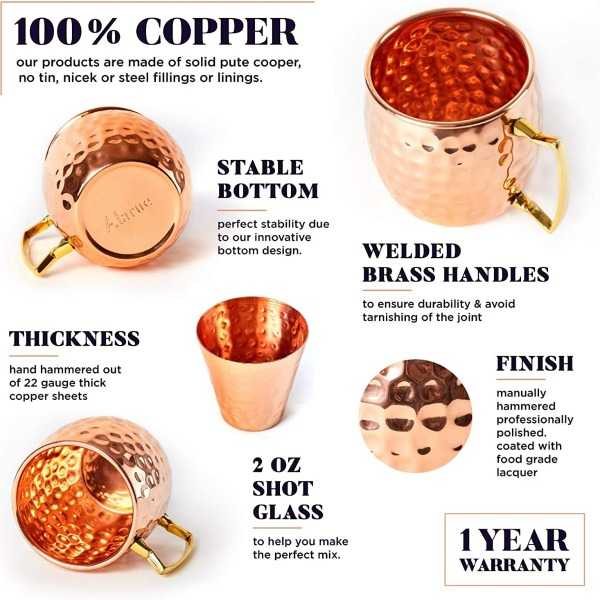 100% COPPER
our products are made of solid pute cooper,
no tin, nicek or steel fillings or linings.
Alarue
STABLE
BOTTOM
perfect stability due
to our innovative
bottom design.
WELDED
BRASS HANDLES
to ensure durability & avoid
tarnishing of the joint
THICKNESS
hand hammered out
of 22 gauge thick
copper sheets
FINISH
manually
hammered
professionally
polished.
coated with
food grade
lacquer
2 OZ
SHOT
GLASS
to help you make
the perfect mix.
1 YEAR
WARRANTY